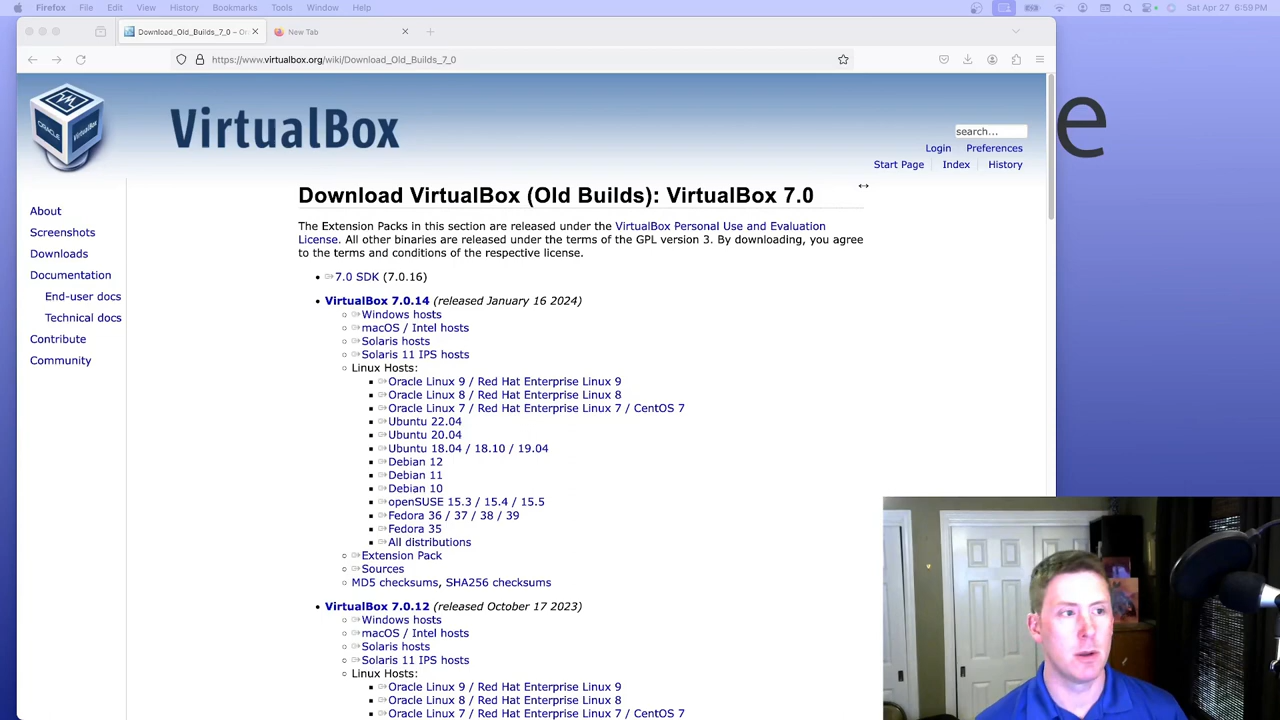 Firefox File Edit View History Bookmarks Tools Window Help Sat Apr 27 6:59 PM
Download_Old_Builds_7_0 – Or New Tab
https://www.virtualbox.org/wiki/Download_Old_Builds_7_0
e
ORACLE VirtualBox
VirtualBox
search...
Login Preferences
Start Page Index History
About
Screenshots
Downloads
Documentation
End-user docs
Technical docs
Contribute
Community
Download VirtualBox (Old Builds): VirtualBox 7.0
The Extension Packs in this section are released under the VirtualBox Personal Use and Evaluation
License. All other binaries are released under the terms of the GPL version 3. By downloading, you agree
to the terms and conditions of the respective license.
7.0 SDK (7.0.16)
VirtualBox 7.0.14 (released January 16 2024)
Windows hosts
macOS / Intel hosts
Solaris hosts
Solaris 11 IPS hosts
Linux Hosts:
Oracle Linux 9 / Red Hat Enterprise Linux 9
Oracle Linux 8 / Red Hat Enterprise Linux 8
Oracle Linux 7 / Red Hat Enterprise Linux 7 / CentOS 7
Ubuntu 22.04
Ubuntu 20.04
Ubuntu 18.04 / 18.10 / 19.04
Debian 12
Debian 11
Debian 10
openSUSE 15.3 / 15.4 / 15.5
Fedora 36 / 37 / 38 / 39
Fedora 35
All distributions
Extension Pack
Sources
MD5 checksums, SHA256 checksums
VirtualBox 7.0.12 (released October 17 2023)
Windows hosts
macOS / Intel hosts
Solaris hosts
Solaris 11 IPS hosts
Linux Hosts:
Oracle Linux 9 / Red Hat Enterprise Linux 9
Oracle Linux 8 / Red Hat Enterprise Linux 8
Oracle Linux 7 / Red Hat Enterprise Linux 7 / CentOS 7